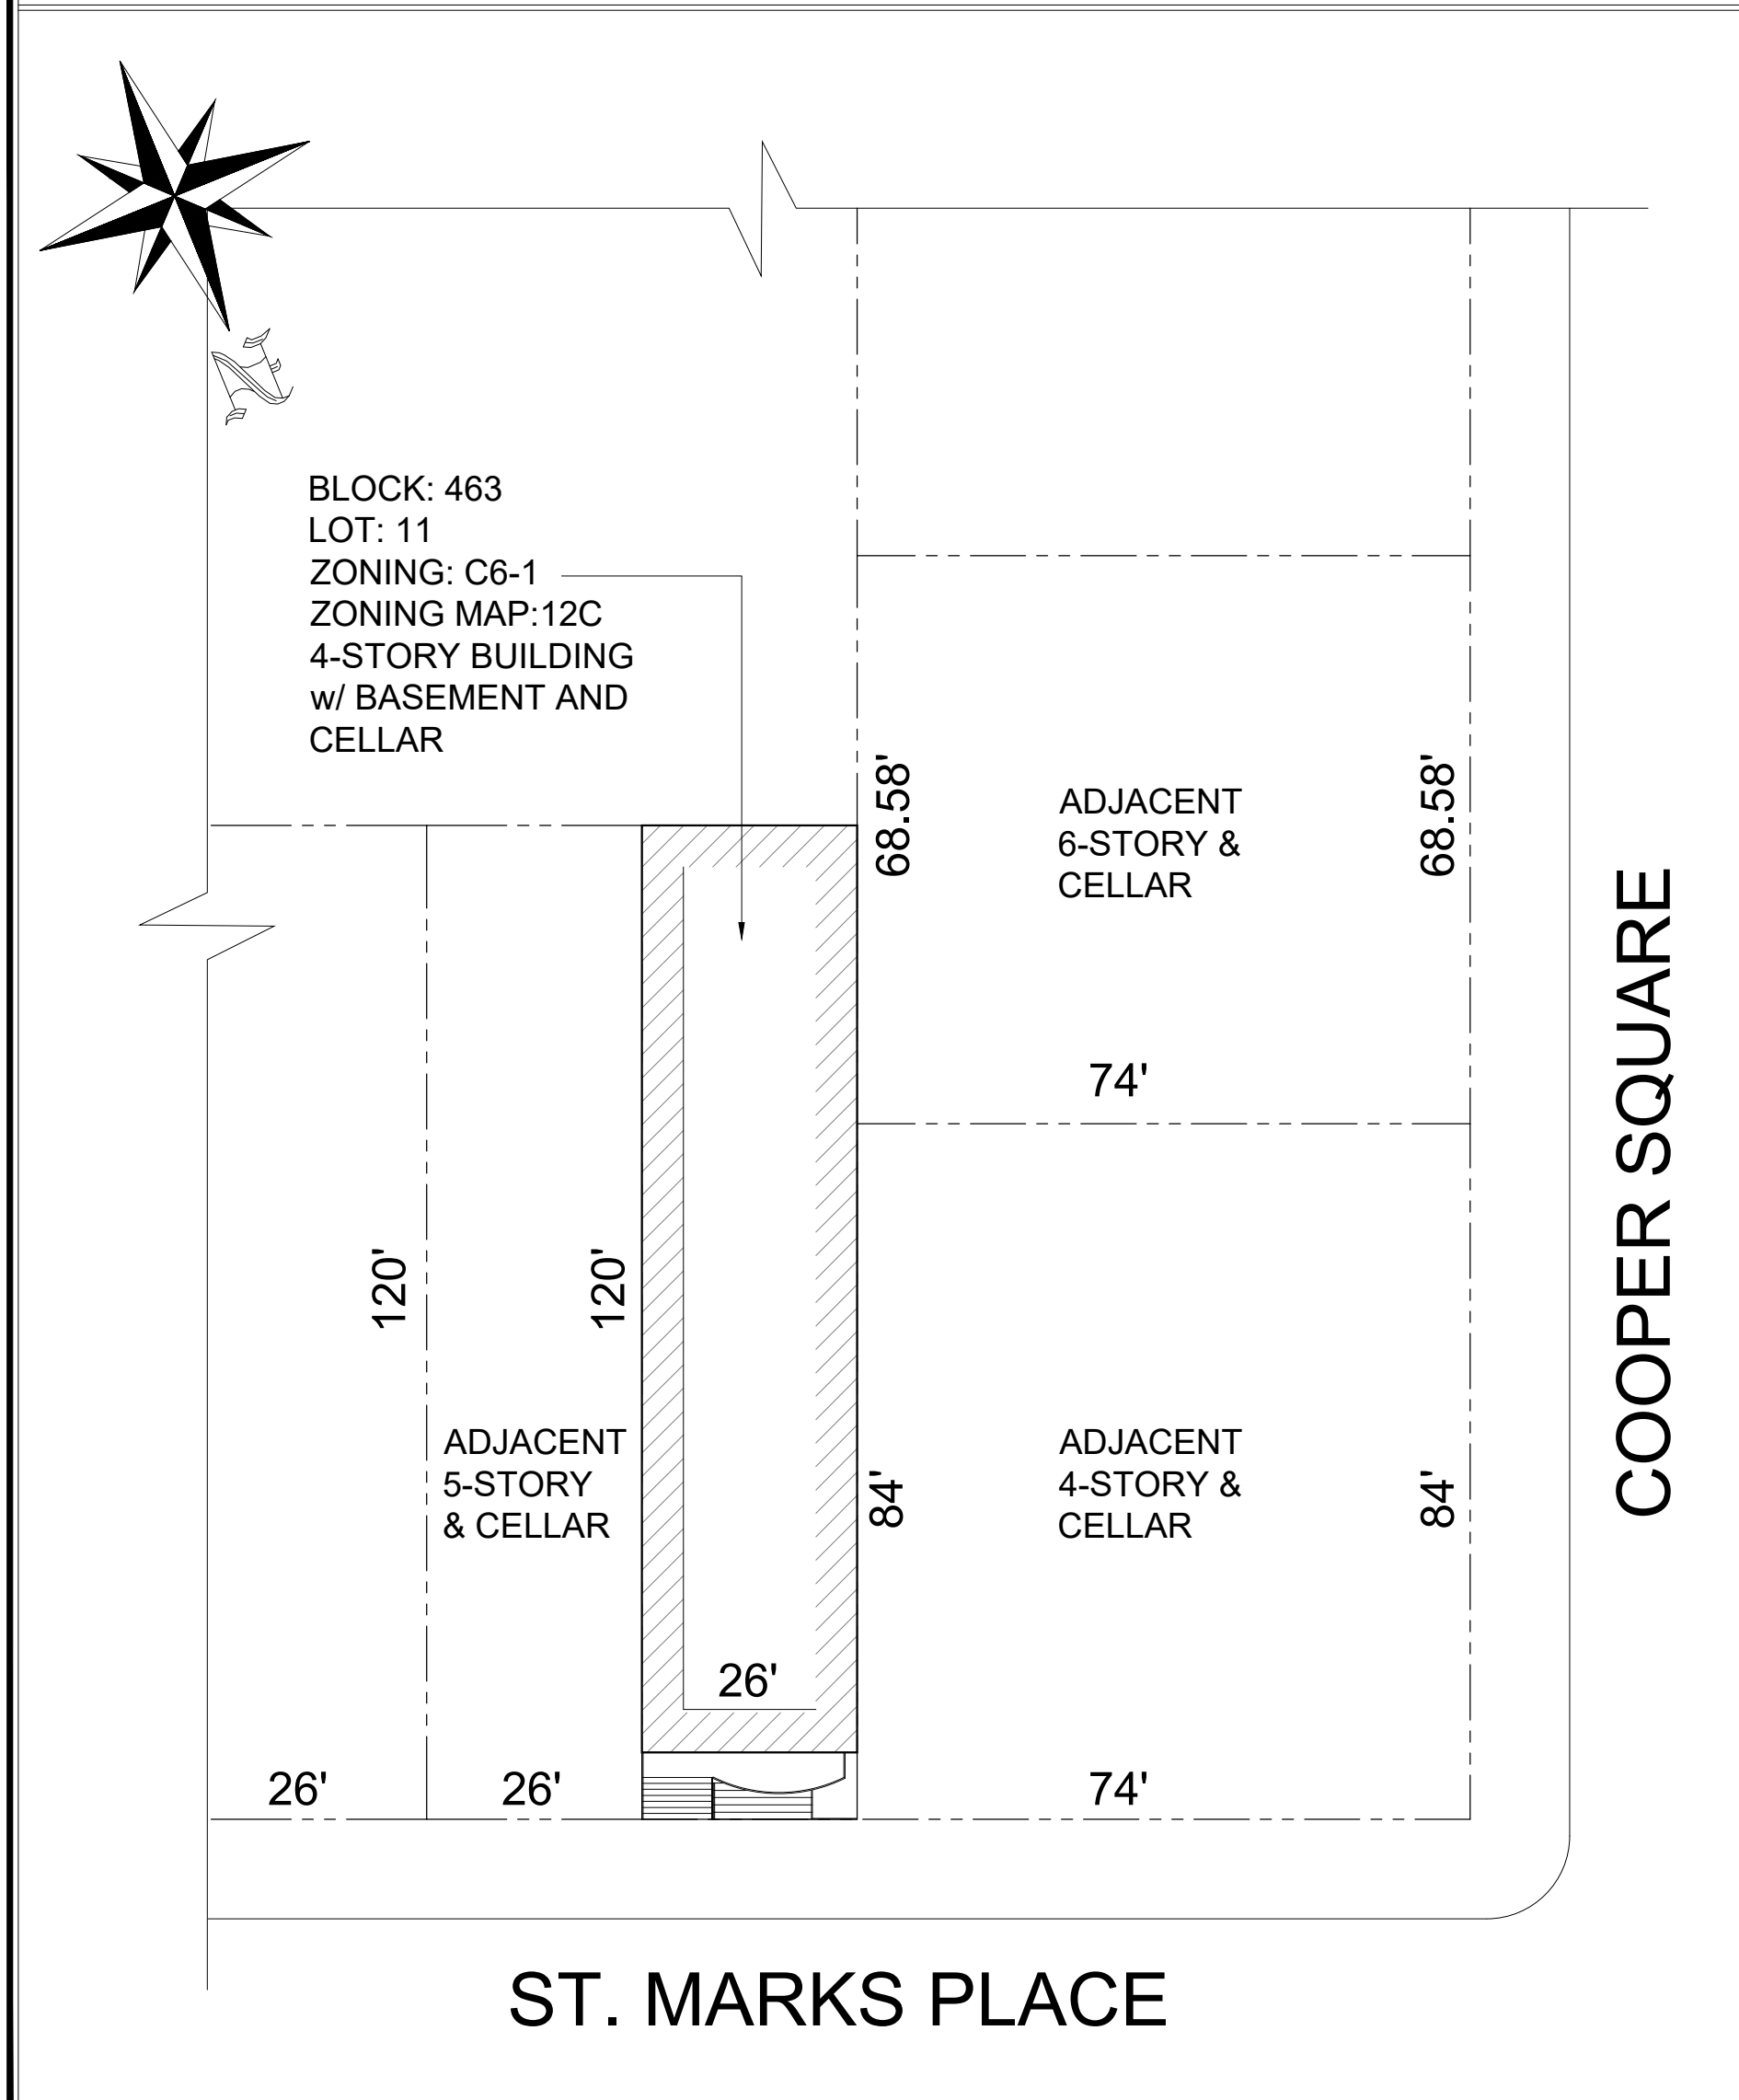 N
BLOCK: 463
LOT: 11
ZONING: C6-1
ZONING MAP:12C
4-STORY BUILDING
w/ BASEMENT AND
CELLAR
68.58'
ADJACENT
6-STORY &
CELLAR
68.58'
74'
COOPER SQUARE
120'
120'
ADJACENT
5-STORY
& CELLAR
84'
ADJACENT
4-STORY &
CELLAR
84'
26'
26'
26'
74'
ST. MARKS PLACE